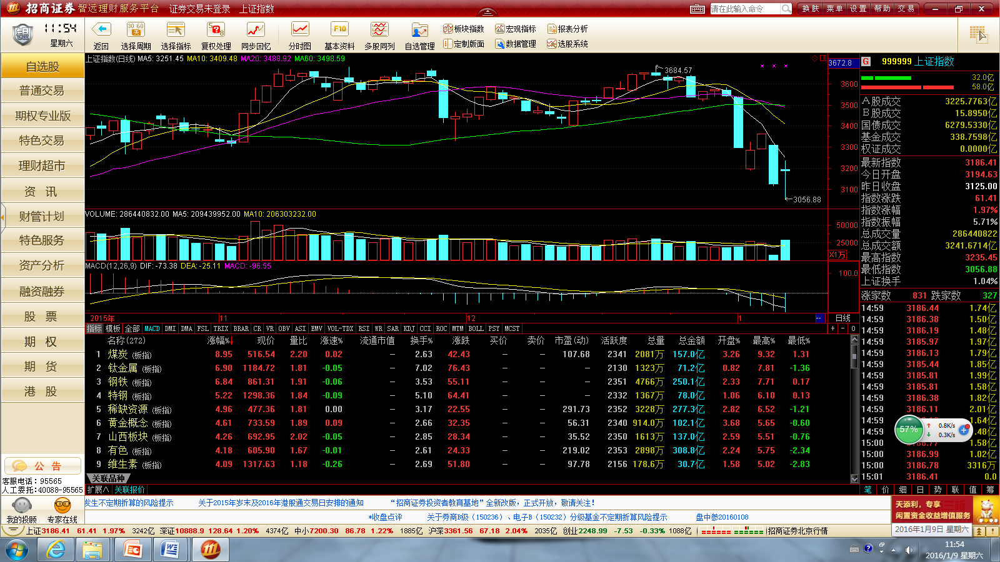 招商证券 智远理财服务平台 证券交易未登录 上证指数 请在此输入命令 换肤 菜单 设置 帮助 交易
11:54
星期六
返回 选择周期 选择指标 复权处理 同步回忆 分时图 基本资料 多股同列 自选管理
板块指数 宏观指标 报表分析
定制版面 数据管理 选股系统
自选股
普通交易
期权专业版
特色交易
理财超市
资 讯
财管计划
特色服务
资产分析
融资融券
股 票
期 权
期 货
港 股
公 告
客服电话: 95565
人工委托:40088-95565
我的投顾 专家在线
上证指数(日线) MA5: 3251.45 MA10: 3409.48 MA20: 3488.92 MA60: 3498.59
3684.57
3056.88
3672.8
3600
3500
3400
3300
3200
3100
VOLUME: 286440832.00 MA5: 209439952.00 MA10: 206303232.00
50000
25000
X1万
MACD(12,26,9) DIF: -73.38 DEA: -25.11 MACD: -96.55
100.0
2015年 11 12 1 日线
指标 模板 全部 MACD DMI DMA FSL TRIX BRAR CR VR OBV ASI EMV VOL-TDX RSI WR SAR KDJ CCI ROC MTM BOLL PSY MCST + - 0
名称(272) 涨幅%↓ 现价 量比 涨速% 流通市值 换手% 涨跌 买价 卖价 市盈(动) 活跃度 总量 总金额 开盘% 最高% 最低%
1 煤炭 (板指) 8.95 516.54 2.20 0.02 — 2.63 42.43 — — 107.68 2341 2081万 157.0亿 3.26 9.32 1.31
2 钛金属 (板指) 6.90 1184.72 1.81 -0.05 — 7.02 76.43 — — — 2130 1323万 71.2亿 0.82 7.81 -1.36
3 钢铁 (板指) 6.84 861.31 1.91 -0.06 — 3.53 55.11 — — — 2351 4766万 250.1亿 2.33 7.71 0.17
4 特钢 (板指) 5.22 1298.36 1.84 -0.09 — 5.10 64.41 — — — 2332 1367万 78.0亿 1.06 6.10 0.13
5 稀缺资源 (板指) 4.96 477.36 1.81 0.00 — 3.17 22.55 — — 291.73 2352 3228万 277.3亿 2.82 6.52 -1.21
6 黄金概念 (板指) 4.61 733.59 1.89 0.09 — 2.66 32.35 — — 56.31 2340 914.0万 102.1亿 3.68 5.65 -0.60
7 山西板块 (板指) 4.26 692.95 2.02 -0.05 — 2.85 28.34 — — 35.52 2350 1613万 137.0亿 2.59 5.51 -0.76
8 有色 (板指) 4.18 605.90 1.67 -0.01 — 2.61 24.33 — — 219.02 2353 2898万 308.8亿 2.24 5.75 -2.34
9 维生素 (板指) 4.09 1317.63 1.18 -0.26 — 2.69 51.80 — — 97.78 2156 178.6万 30.7亿 1.58 5.02 -2.83
关联品种
扩展∧ 关联报价
G 999999 上证指数
32.0亿
58.0亿
A股成交 3225.7763亿
B股成交 15.8950亿
国债成交 6279.5330亿
基金成交 338.7598亿
权证成交 0.0000亿
最新指数 3186.41
今日开盘 3194.63
昨日收盘 3125.00
指数涨跌 61.41
指数涨幅 1.97%
指数振幅 5.71%
总成交量 286440822
总成交额 3241.6714亿
最高指数 3235.45
最低指数 3056.88
上证换手 1.04%
涨家数 831 跌家数 327
14:59 3186.44 1.74亿
14:59 3186.38 1.50亿
14:59 3186.19 1.48亿
14:59 3185.97 1.97亿
14:59 3186.13 1.79亿
14:59 3185.44 1.85亿
14:59 3185.81 1.99亿
14:59 3185.81 1.58亿
14:59 3186.38 1.82亿
14:59 3186.11 2.01亿
14:59 .64亿
14:59 .48亿
15:00 1.58亿
15:00 3186.99 1.02亿
15:00 3186.78 3316万
15:01 3186.41 0.0
57% ↑ 0.8K/s
↓ 0.3K/s
笔 价 细 日 势 联 值 筹
发生不定期折算的风险提示 关于2015年岁末及2016年港股通交易日安排的通知 “招商证券投资者教育基地”全新改版，正式开放，敬请关注！
*收盘点评 关于券商B级（150236）、电子B（150232）分级基金不定期折算风险提示 盘中参20160108
天添利，专享
闲置资金收益增值服务
上证3186.41 61.41 1.97% 3242亿 深证10888.9 128.64 1.20% 4374亿 中小7200.30 86.78 1.22% 1885亿 沪深3361.56 67.18 2.04% 2035亿 创业2248.99 -7.53 -0.33% 1088亿 招商证券北京行情
2016年1月9日 星期六
11:54
2016/1/9 星期六